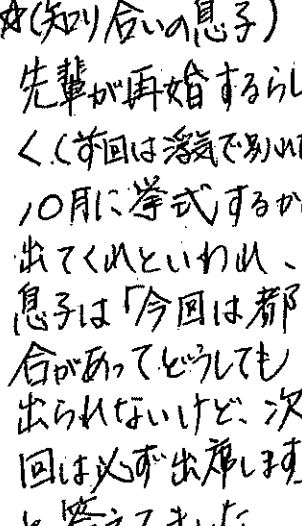 ☆(知り合いの息子)
先輩が再婚するらし
く、(前回は浮気で別れ
10月に挙式するか
出てくれといわれ、
息子は「今回は都
合があってどうしても
出られないけど、次
回は必ず出席します
と答えてきました